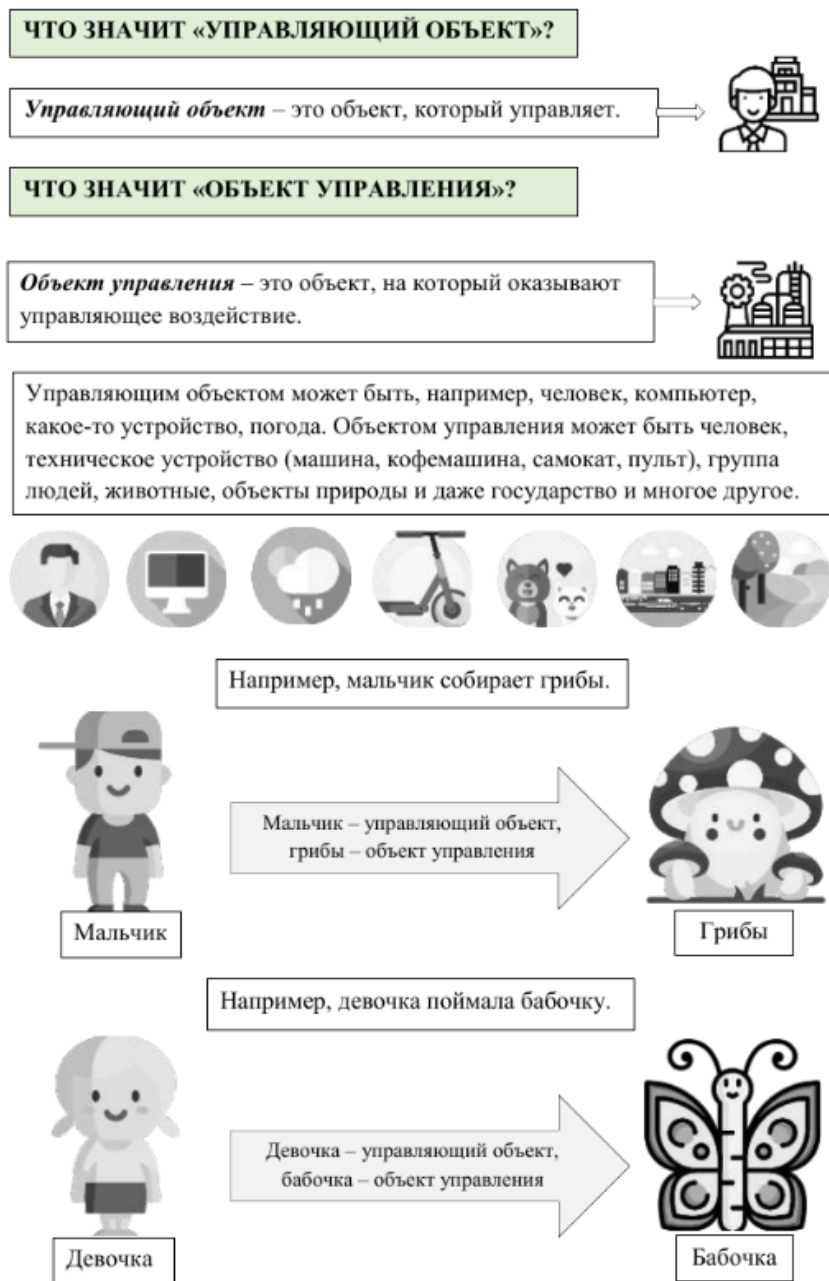 ЧТО ЗНАЧИТ «УПРАВЛЯЮЩИЙ ОБЪЕКТ»?
Управляющий объект – это объект, который управляет.
ЧТО ЗНАЧИТ «ОБЪЕКТ УПРАВЛЕНИЯ»?
Объект управления – это объект, на который оказывают
управляющее воздействие.
Управляющим объектом может быть, например, человек, компьютер,
какое-то устройство, погода. Объектом управления может быть человек,
техническое устройство (машина, кофемашина, самокат, пульт), группа
людей, животные, объекты природы и даже государство и многое другое.
Например, мальчик собирает грибы.
Мальчик – управляющий объект,
грибы – объект управления
Мальчик
Грибы
Например, девочка поймала бабочку.
Девочка – управляющий объект,
бабочка – объект управления
Девочка
Бабочка